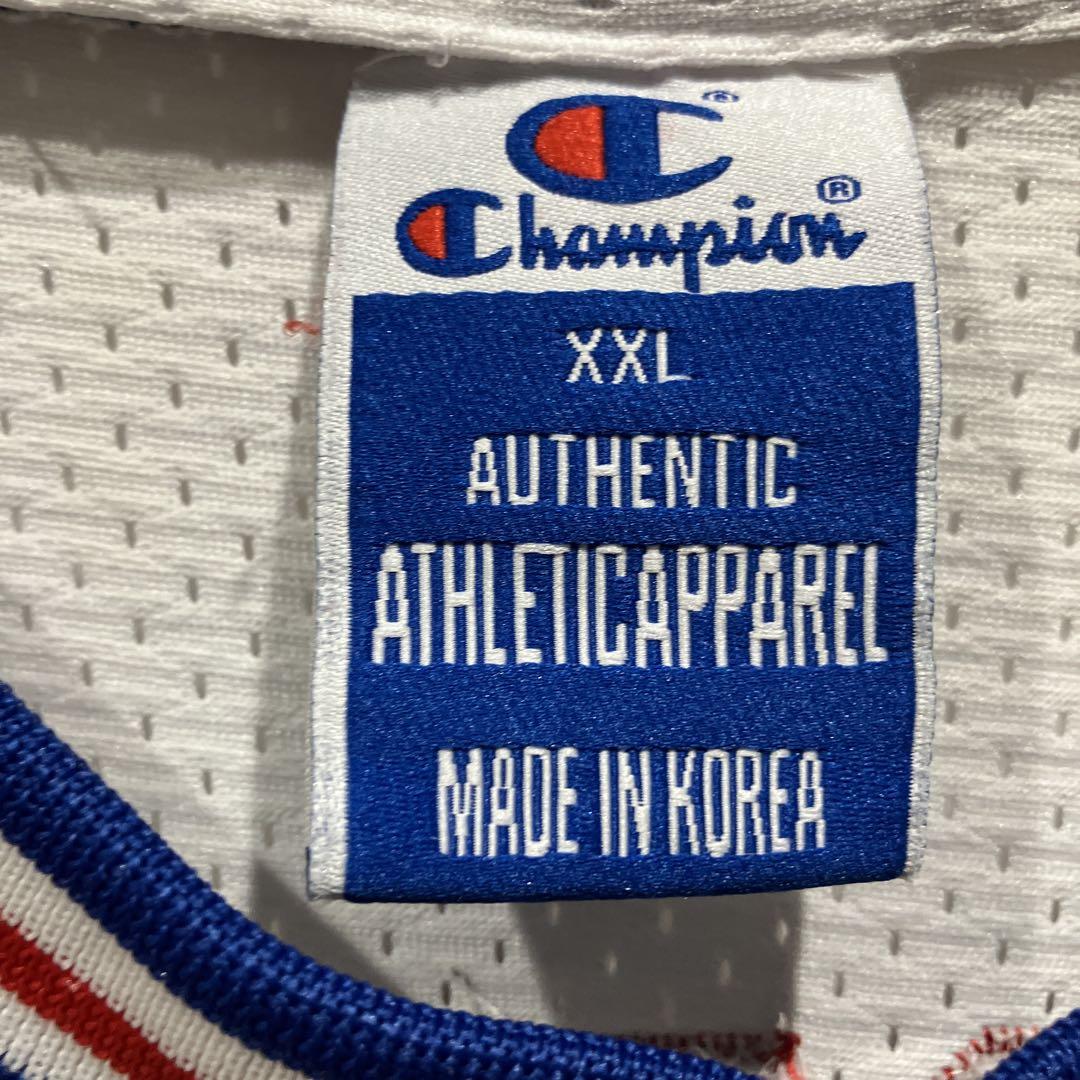 C®
Champion®
XXL
AUTHENTIC
ATHLETICAPPAREL
MADE IN KOREA